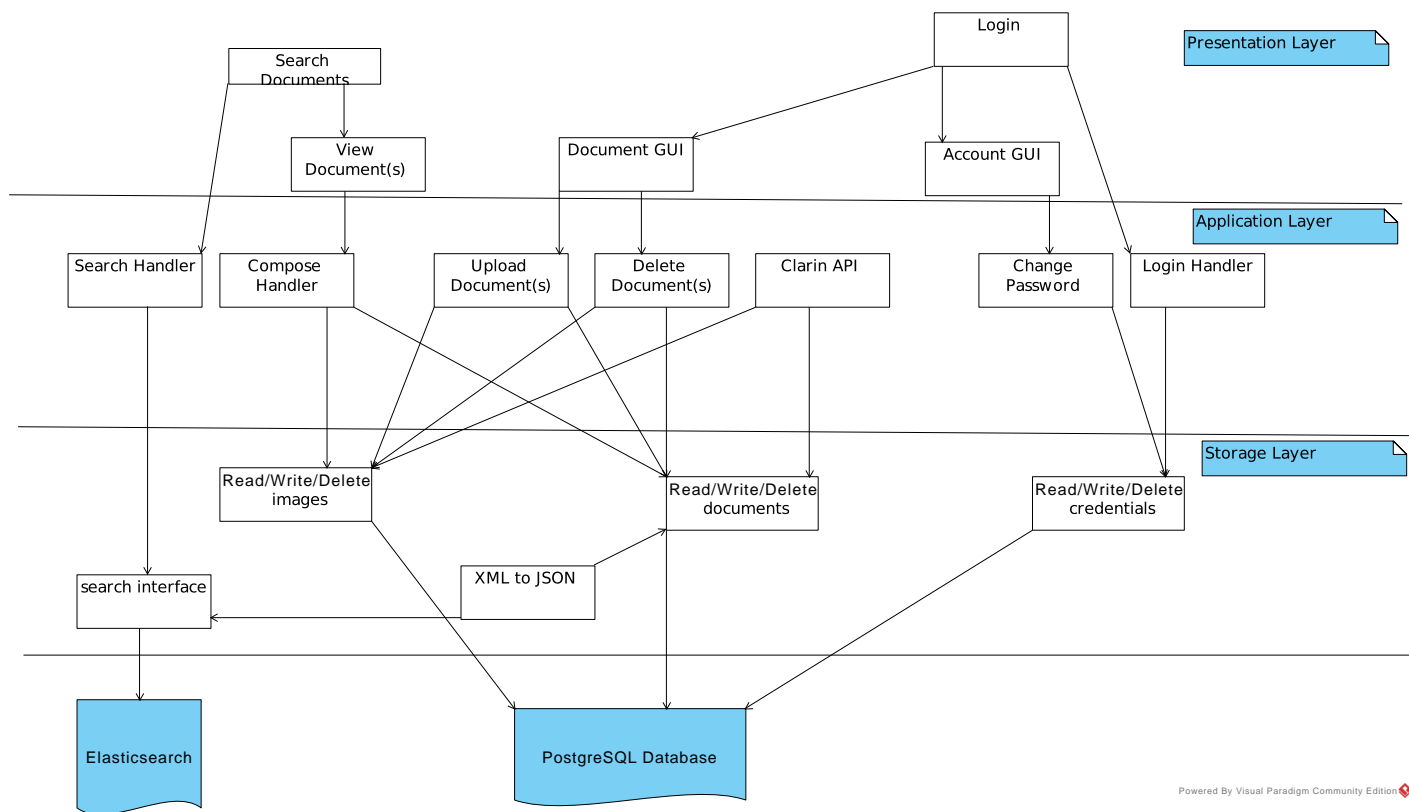 Login
Presentation Layer
Search
Documents
View
Document(s)
Document GUI
Account GUI
Application Layer
Search Handler
Compose
Handler
Upload
Document(s)
Delete
Document(s)
Clarin API
Change
Password
Login Handler
Storage Layer
Read/Write/Delete
images
Read/Write/Delete
documents
Read/Write/Delete
credentials
search interface
XML to JSON
Elasticsearch
PostgreSQL Database
Powered By Visual Paradigm Community Edition